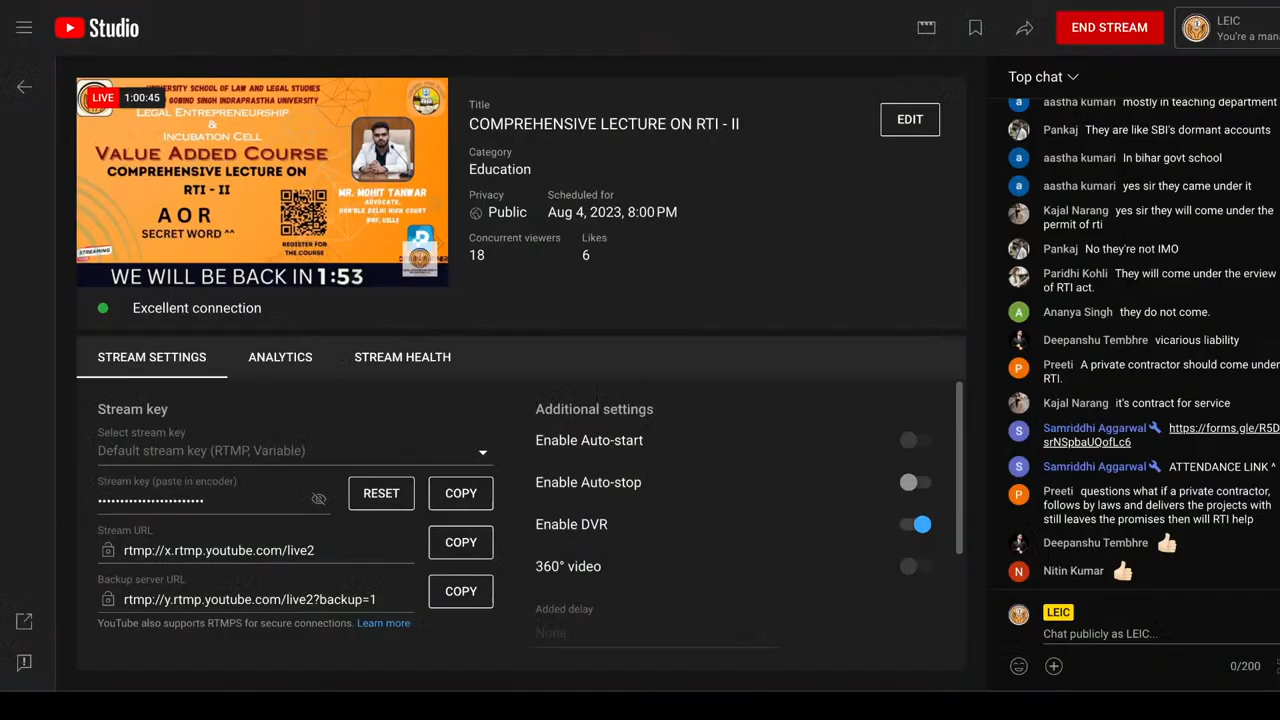 Studio
END STREAM
LEIC
You're a mana
LIVE 1:00:45
UNIVERSITY SCHOOL OF LAW AND LEGAL STUDIES
GOBIND SINGH INDRAPRASTHA UNIVERSITY
LEGAL ENTREPRENEURSHIP
&
INCUBATION CELL
VALUE ADDED COURSE
COMPREHENSIVE LECTURE ON
RTI - II
A O R
SECRET WORD ^^
MR. MOHIT TANWAR
ADVOCATE,
HON'BLE DELHI HIGH COURT
REGISTER FOR
THE COURSE
STREAMING
WE WILL BE BACK IN 1:53
Excellent connection
Title
COMPREHENSIVE LECTURE ON RTI - II
EDIT
Category
Education
Privacy
Public
Scheduled for
Aug 4, 2023, 8:00 PM
Concurrent viewers
18
Likes
6
STREAM SETTINGS
ANALYTICS
STREAM HEALTH
Stream key
Select stream key
Default stream key (RTMP, Variable)
Stream key (paste in encoder)
••••••••••••••••••••••••
RESET
COPY
Stream URL
rtmp://x.rtmp.youtube.com/live2
COPY
Backup server URL
rtmp://y.rtmp.youtube.com/live2?backup=1
COPY
YouTube also supports RTMPS for secure connections. Learn more
Additional settings
Enable Auto-start
Enable Auto-stop
Enable DVR
360° video
Added delay
None
Top chat
aastha kumari mostly in teaching department
Pankaj They are like SBI's dormant accounts
aastha kumari In bihar govt school
aastha kumari yes sir they came under it
Kajal Narang yes sir they will come under the
permit of rti
Pankaj No they're not IMO
Paridhi Kohli They will come under the erview
of RTI act.
Ananya Singh they do not come.
Deepanshu Tembhre vicarious liability
Preeti A private contractor should come under
RTI.
Kajal Narang it's contract for service
Samriddhi Aggarwal https://forms.gle/R5D
srNSpbaUQofLc6
Samriddhi Aggarwal ATTENDANCE LINK ^
Preeti questions what if a private contractor,
follows by laws and delivers the projects with
still leaves the promises then will RTI help
Deepanshu Tembhre 👍🏻
Nitin Kumar 👍🏻
LEIC
Chat publicly as LEIC...
0/200